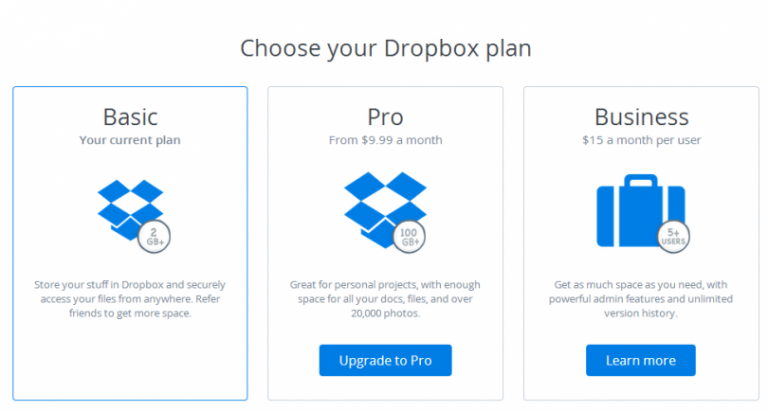 Choose your Dropbox plan
Basic
Your current plan
2
GB+
Store your stuff in Dropbox and securely
access your files from anywhere. Refer
friends to get more space.
Pro
From $9.99 a month
100
GB+
Great for personal projects, with enough
space for all your docs, files, and over
20,000 photos.
Upgrade to Pro
Business
$15 a month per user
5+
USERS
Get as much space as you need, with
powerful admin features and unlimited
version history.
Learn more